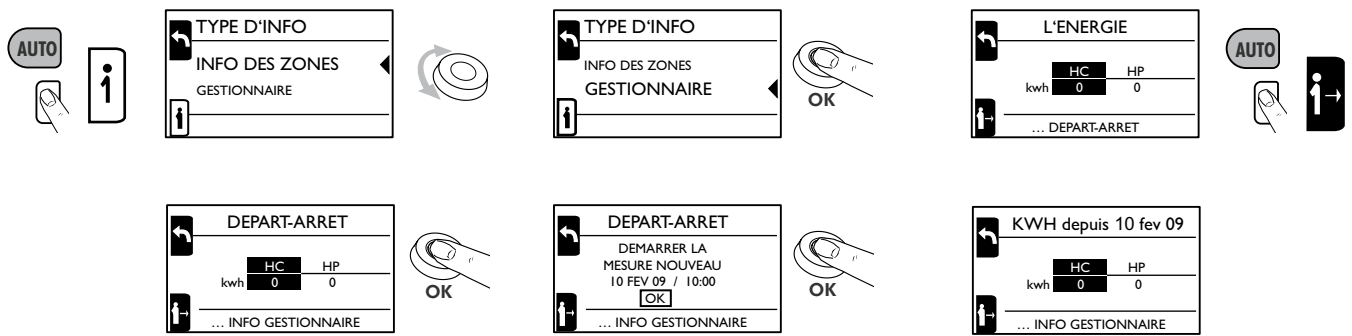 AUTO
TYPE D'INFO
INFO DES ZONES
GESTIONNAIRE
TYPE D'INFO
INFO DES ZONES
GESTIONNAIRE
OK
L'ENERGIE
HC HP
kwh 0 0
... DEPART-ARRET
AUTO
DEPART-ARRET
HC HP
kwh 0 0
... INFO GESTIONNAIRE
OK
DEPART-ARRET
DEMARRER LA
MESURE NOUVEAU
10 FEV 09 / 10:00
OK
... INFO GESTIONNAIRE
OK
KWH depuis 10 fev 09
HC HP
kwh 0 0
... INFO GESTIONNAIRE